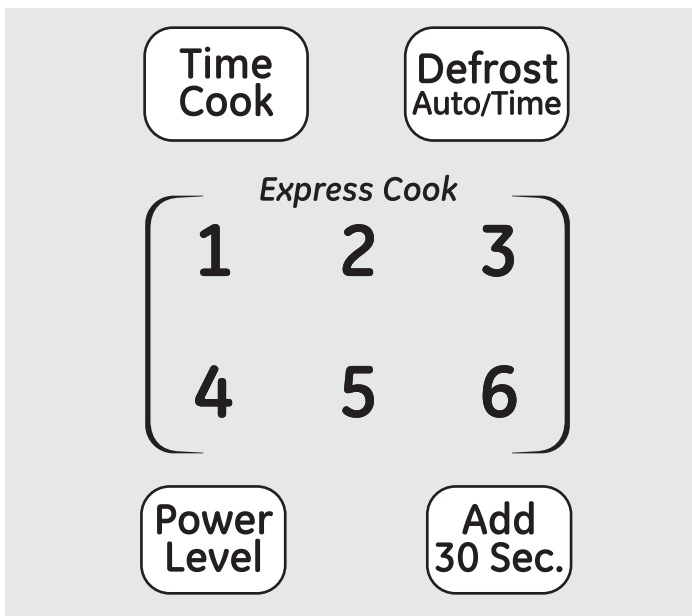 Time
Cook
Defrost
Auto/Time
Express Cook
1 2 3
4 5 6
Power
Level
Add
30 Sec.